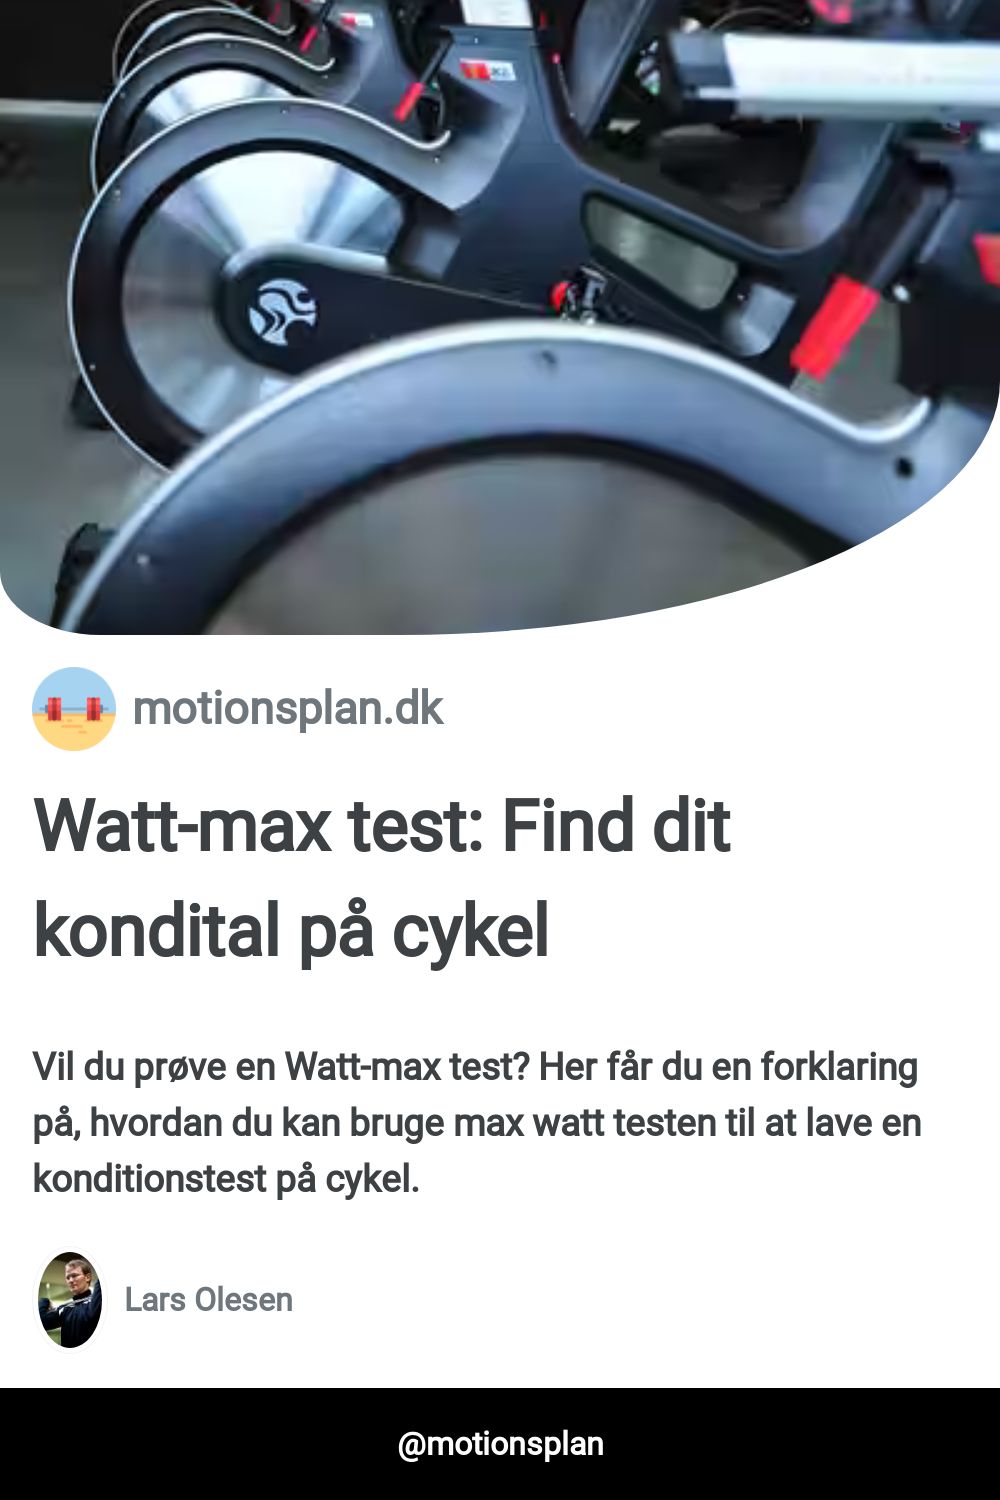 motionsplan.dk
Watt-max test: Find dit
kondital på cykel
Vil du prøve en Watt-max test? Her får du en forklaring
på, hvordan du kan bruge max watt testen til at lave en
konditionstest på cykel.
Lars Olesen
@motionsplan